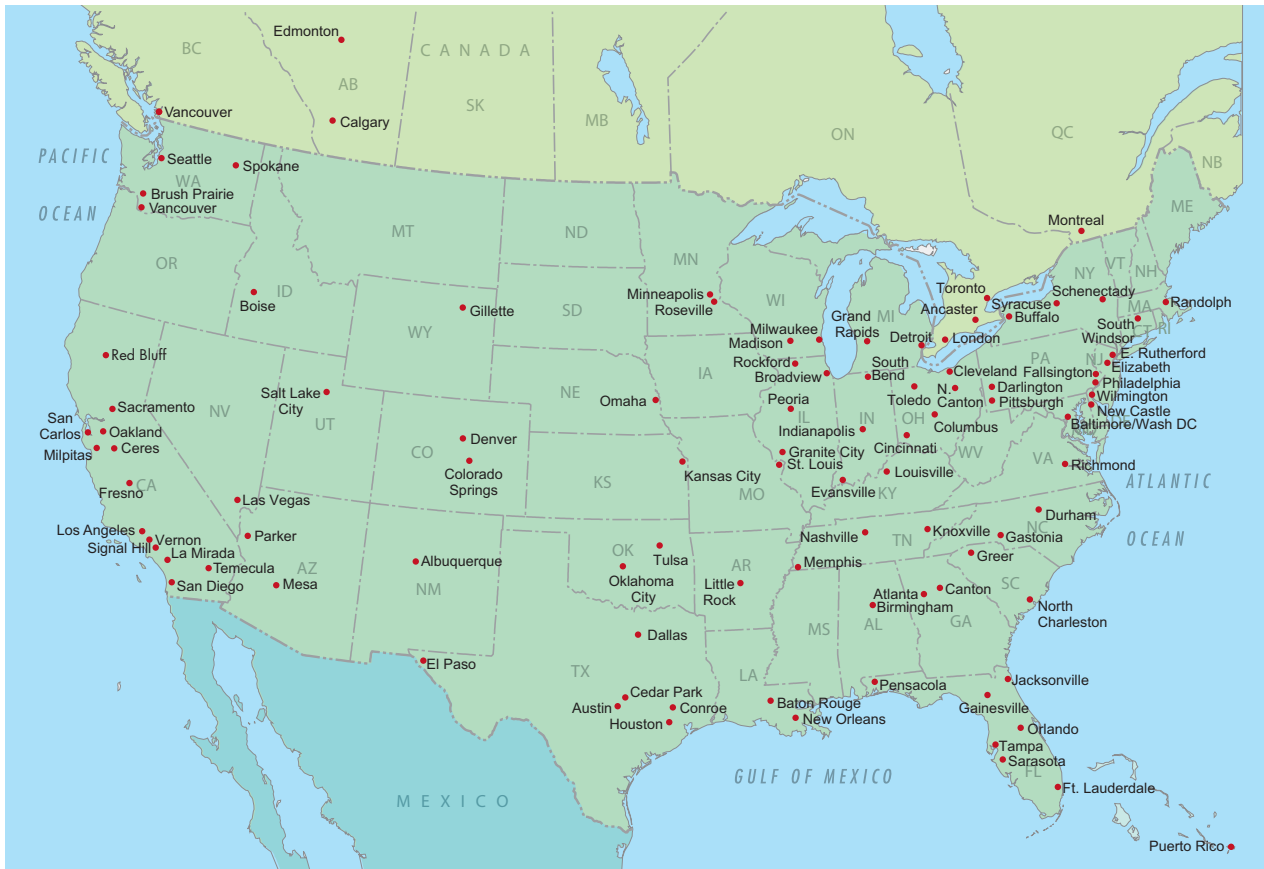 Edmonton
BC
CANADA
AB
SK
MB
ON
QC
NB
Vancouver
Calgary
PACIFIC
OCEAN
Seattle
Spokane
WA
Brush Prairie
Vancouver
MT
ND
MN
ME
Montreal
OR
ID
Boise
WY
Gillette
SD
Minneapolis
Roseville
WI
MI
NY
VT
NH
Toronto
Syracuse
Schenectady
MA
Randolph
Ancaster
Buffalo
Milwaukee
Madison
Grand
Rapids
Detroit
London
South
Windsor
CT
RI
Red Bluff
Rockford
Broadview
South
Bend
Cleveland
PA
NJ
E. Rutherford
Elizabeth
Fallsington
Philadelphia
IA
NE
Omaha
Salt Lake
City
NV
UT
Sacramento
San
Carlos
Oakland
Milpitas
Ceres
Peoria
IL
IN
Toledo
N.
Canton
OH
Darlington
Pittsburgh
Wilmington
New Castle
DE
Baltimore/Wash DC
Columbus
Indianapolis
Cincinnati
Denver
CO
Colorado
Springs
Granite City
St. Louis
Louisville
WV
VA
Richmond
ATLANTIC
OCEAN
Kansas City
KS
MO
Evansville
KY
Fresno
CA
Las Vegas
Durham
NC
Los Angeles
Vernon
Signal Hill
La Mirada
Temecula
San Diego
Parker
AZ
Mesa
Albuquerque
NM
OK
Tulsa
Oklahoma
City
AR
Little
Rock
Nashville
TN
Knoxville
Gastonia
Memphis
Greer
SC
Atlanta
Canton
Birmingham
North
Charleston
MS
AL
GA
Dallas
TX
El Paso
LA
Cedar Park
Austin
Conroe
Houston
Baton Rouge
New Orleans
Pensacola
Jacksonville
Gainesville
Orlando
Tampa
Sarasota
FL
Ft. Lauderdale
GULF OF MEXICO
MEXICO
Puerto Rico